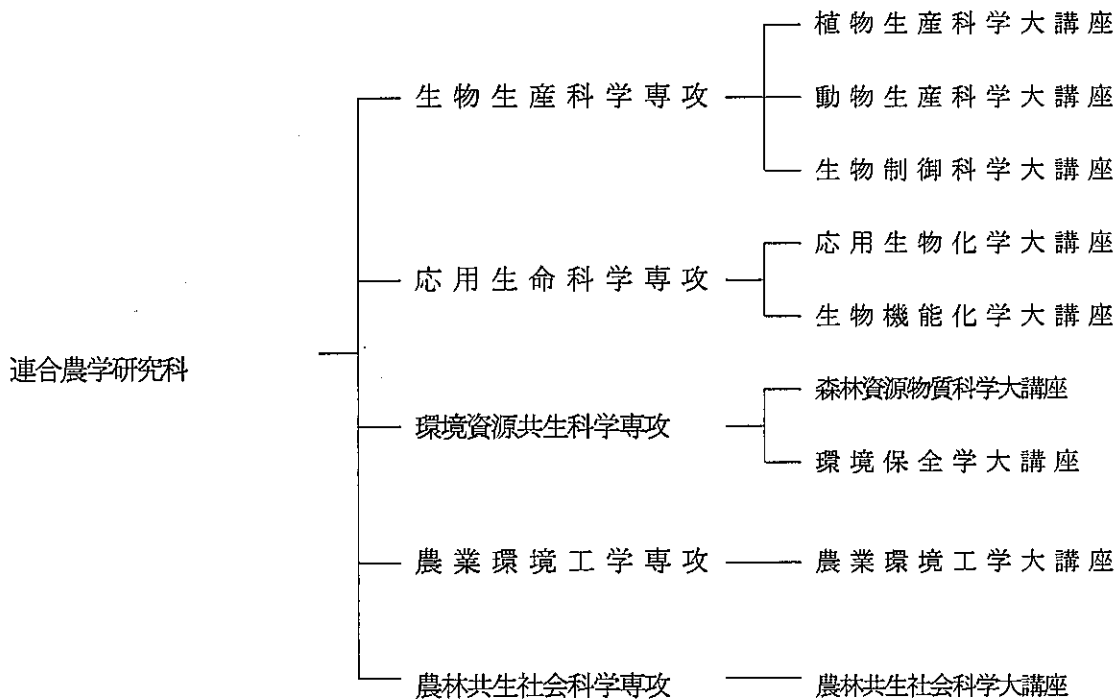 連合農学研究科
生物生産科学専攻
植物生産科学大講座
動物生産科学大講座
生物制御科学大講座
応用生命科学専攻
応用生物化学大講座
生物機能化学大講座
環境資源共生科学専攻
森林資源物質科学大講座
環境保全学大講座
農業環境工学専攻
農業環境工学大講座
農林共生社会科学専攻
農林共生社会科学大講座